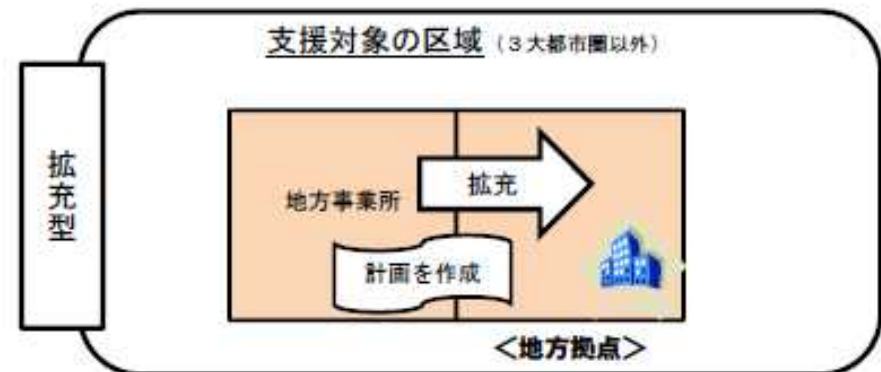 支援対象の区域(3大都市圏以外)
拡充型
拡充
地方事業所
計画を作成
<地方拠点>